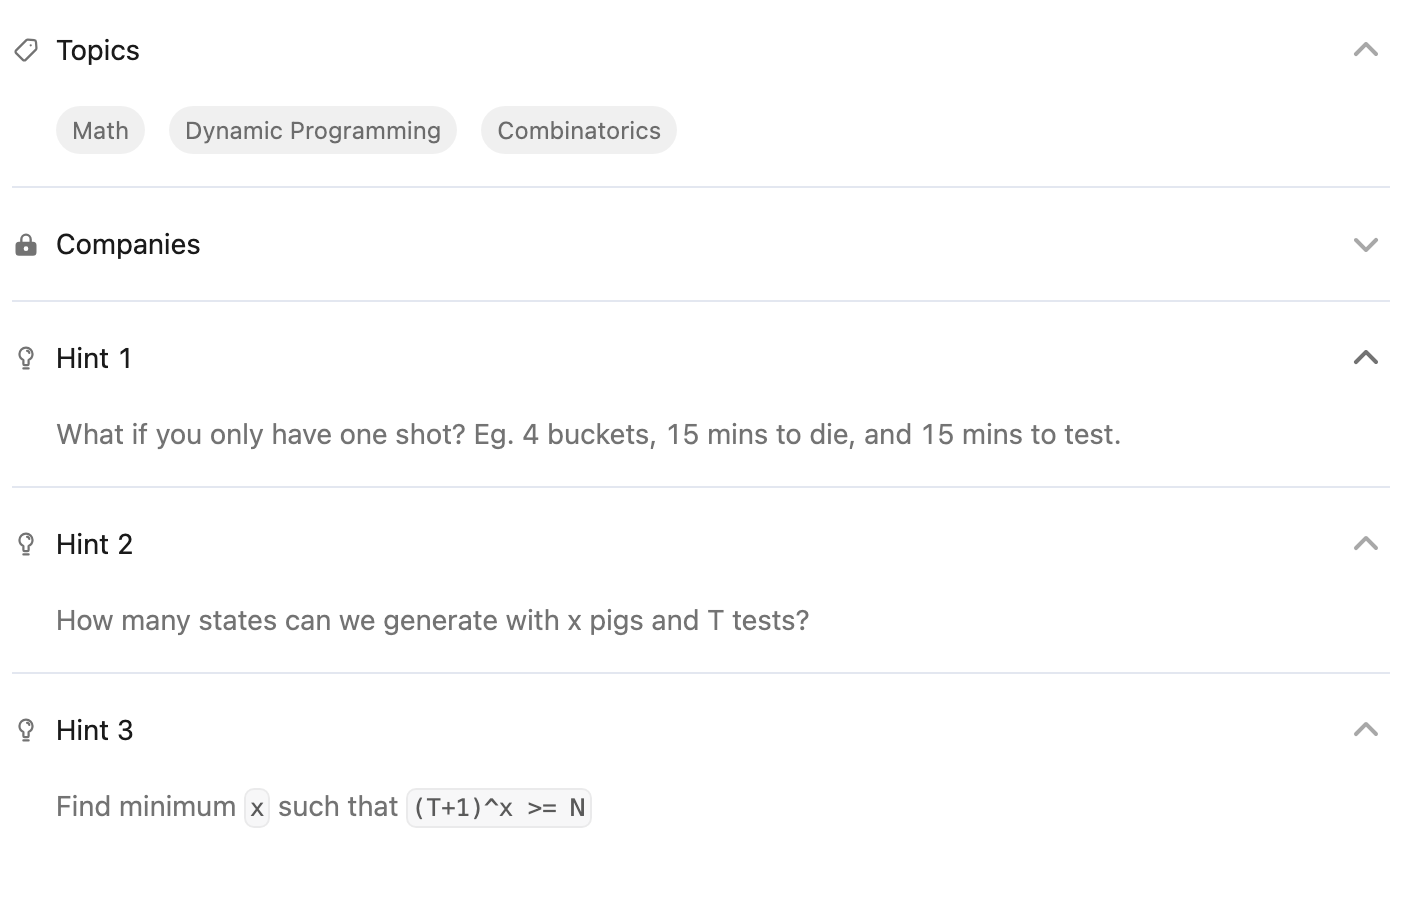 Topics
Math Dynamic Programming Combinatorics
Companies
Hint 1
What if you only have one shot? Eg. 4 buckets, 15 mins to die, and 15 mins to test.
Hint 2
How many states can we generate with x pigs and T tests?
Hint 3
Find minimum x such that (T+1)^x >= N